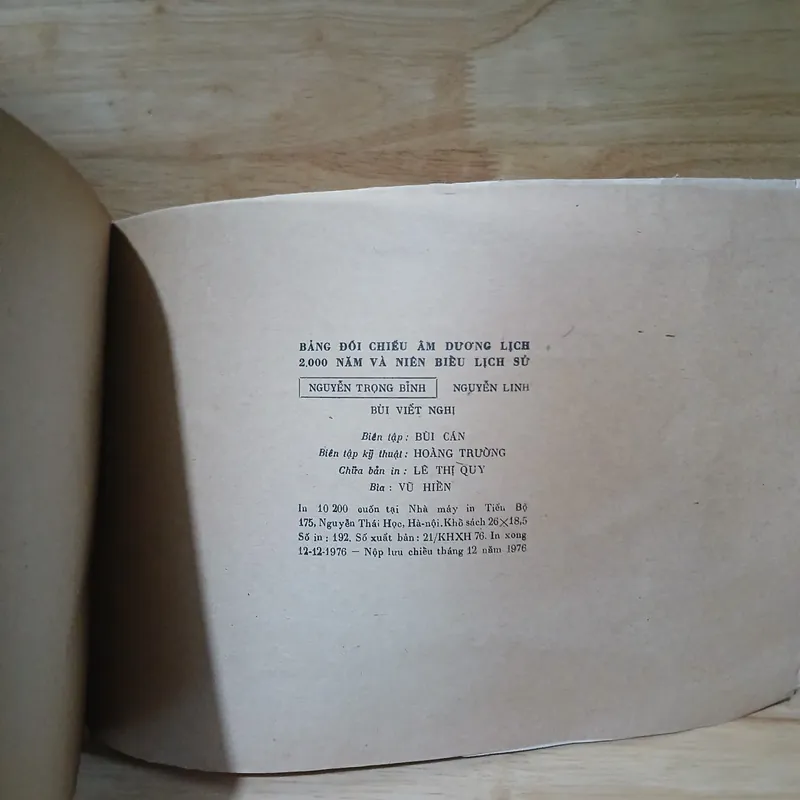 BẢNG ĐỐI CHIẾU ÂM DƯƠNG LỊCH
2.000 NĂM VÀ NIÊN BIỂU LỊCH SỬ
NGUYỄN TRỌNG BỈNH NGUYỄN LINH
BÙI VIẾT NGHỊ
Biên tập : BÙI CÁN
Biên tập kỹ thuật : HOÀNG TRƯỜNG
Chữa bản in : LÊ THỊ QUY
Bìa : VŨ HIỀN
In 10 200 cuốn tại Nhà máy in Tiến Bộ
175, Nguyễn Thái Học, Hà-nội. Khổ sách 26×18,5
Số in : 192. Số xuất bản : 21/KHXH 76. In xong
12-12-1976 — Nộp lưu chiểu tháng 12 năm 1976